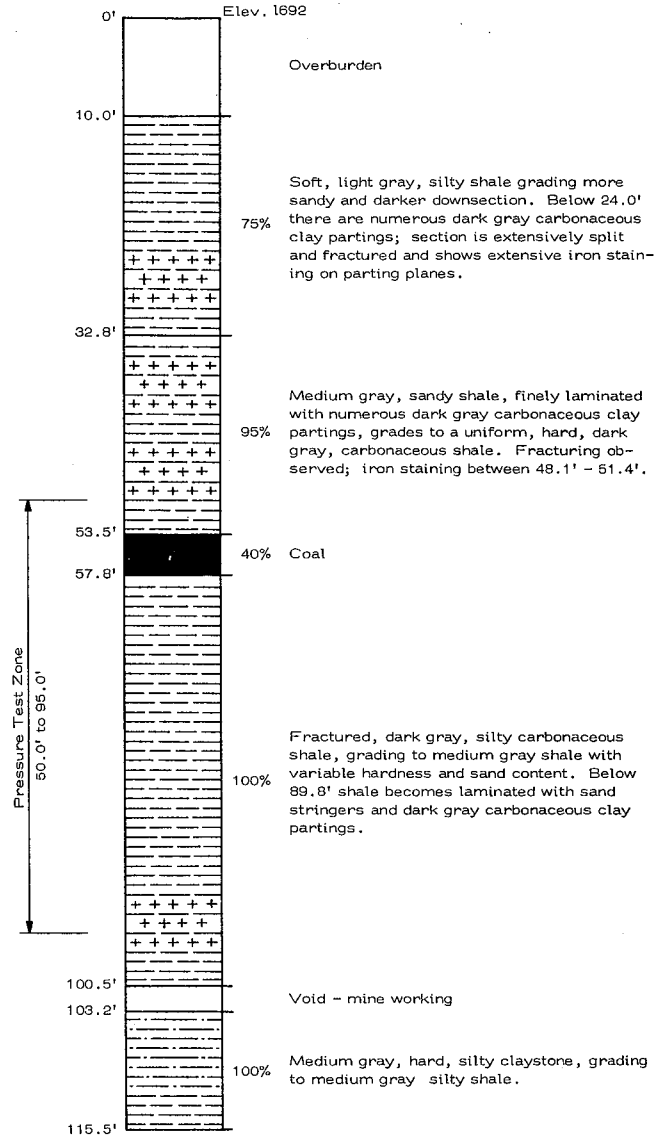 0'
Elev. 1692
Overburden
10.0'
Soft, light gray, silty shale grading more
sandy and darker downsection. Below 24.0'
there are numerous dark gray carbonaceous
75%
clay partings; section is extensively split
and fractured and shows extensive iron stain-
ing on parting planes.
32.8'
Medium gray, sandy shale, finely laminated
with numerous dark gray carbonaceous clay
95%
partings, grades to a uniform, hard, dark
gray, carbonaceous shale. Fracturing ob-
served; iron staining between 48.1' - 51.4'.
53.5'
40%
Coal
57.8'
Pressure Test Zone
50.0' to 95.0'
Fractured, dark gray, silty carbonaceous
shale, grading to medium gray shale with
100%
variable hardness and sand content. Below
89.8' shale becomes laminated with sand
stringers and dark gray carbonaceous clay
partings.
100.5'
Void - mine working
103.2'
Medium gray, hard, silty claystone, grading
100%
to medium gray silty shale.
115.5'